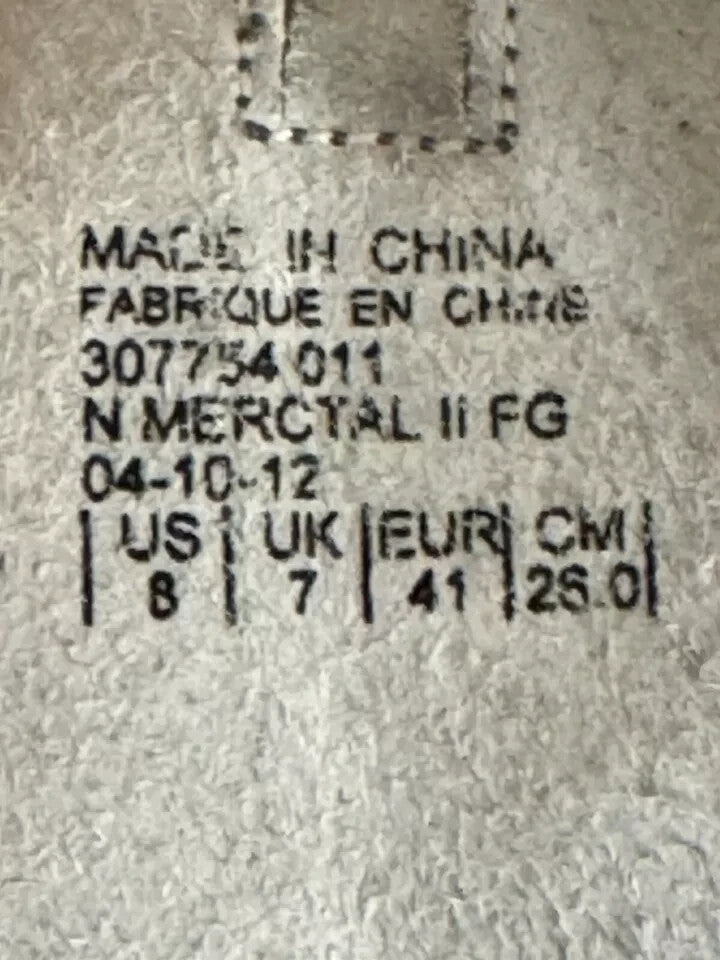 MADE IN CHINA
FABRIQUE EN CHINE
307754 011
N MERCTAL II FG
04-10-12
US UK EUR CM
8 7 41 26.0